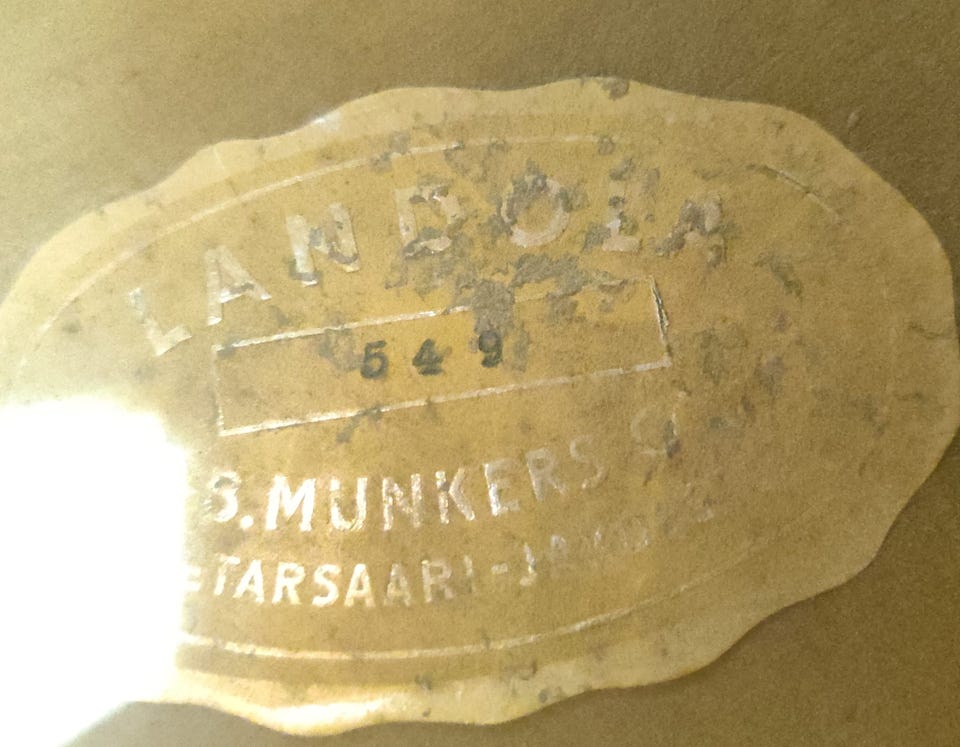 LANDOLA
549
S. MUNKERS
TARSAARI-